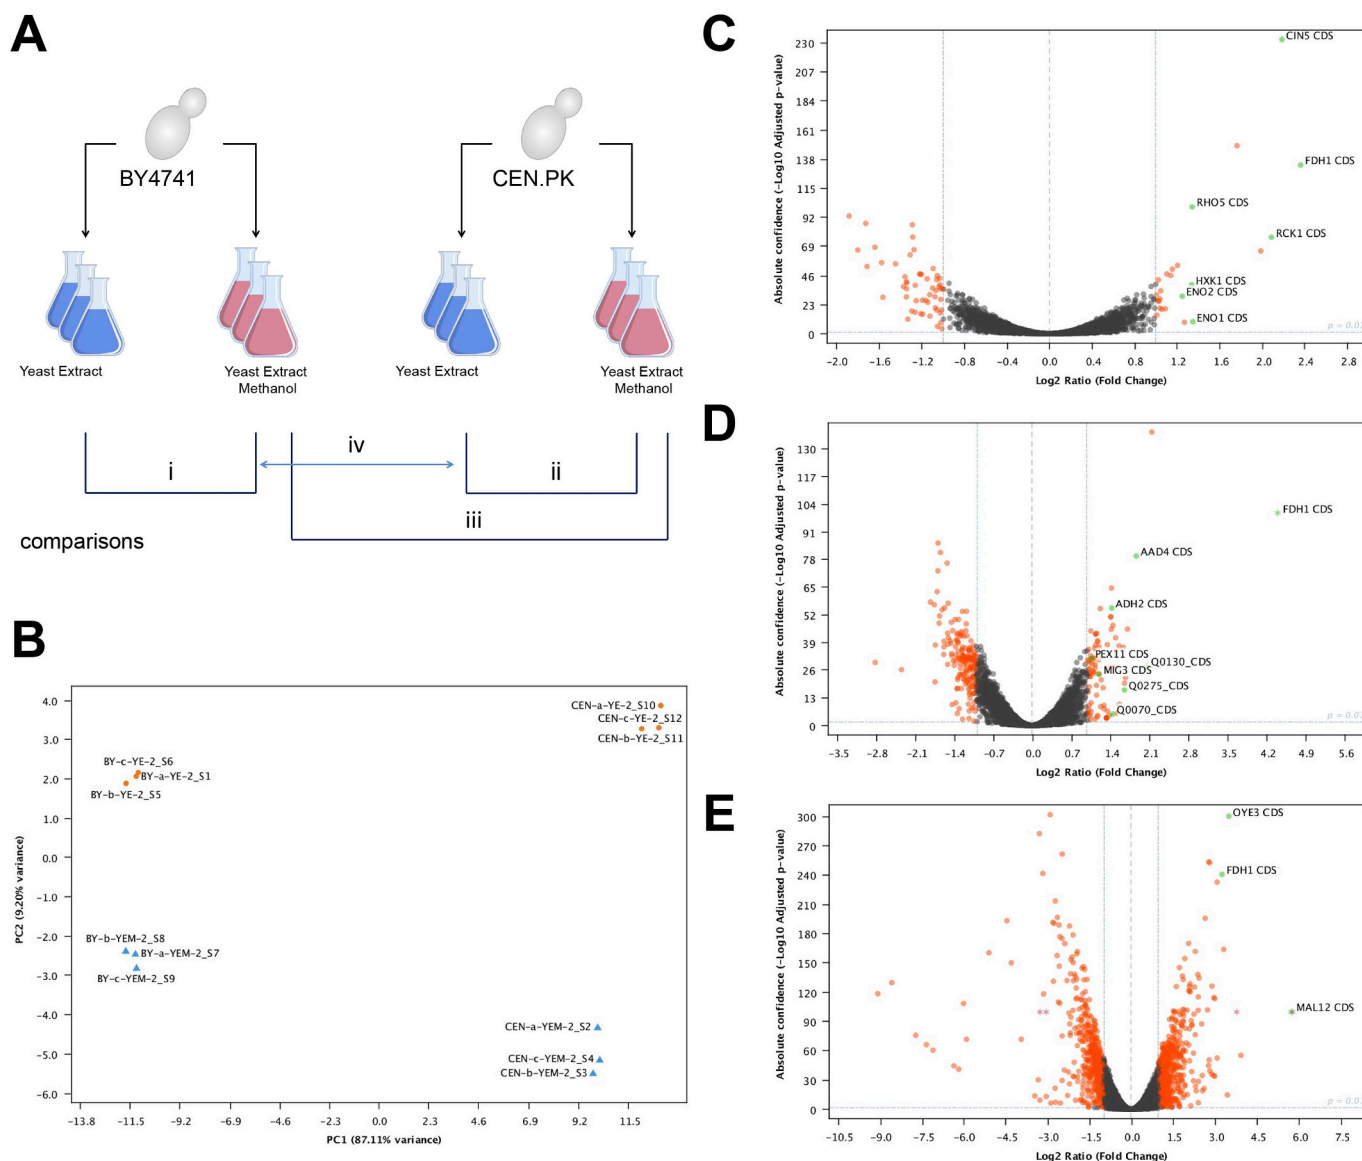 A
BY4741
CEN.PK
Yeast Extract
Yeast Extract
Methanol
Yeast Extract
Yeast Extract
Methanol
i
iv
ii
iii
comparisons
B
PC2 (9.20% variance)
4.0
3.0
2.0
1.0
0.0
-1.0
-2.0
-3.0
-4.0
-5.0
-6.0
CEN-a-YE-2_S10
CEN-c-YE-2_S12
CEN-b-YE-2_S11
BY-c-YE-2_S6
BY-a-YE-2_S1
BY-b-YE-2_S5
BY-b-YEM-2_S8
BY-a-YEM-2_S7
BY-c-YEM-2_S9
CEN-a-YEM-2_S2
CEN-c-YEM-2_S4
CEN-b-YEM-2_S3
-13.8 -11.5 -9.2 -6.9 -4.6 -2.3 0.0 2.3 4.6 6.9 9.2 11.5
PC1 (87.11% variance)
C
Absolute confidence (-Log10 Adjusted p-value)
230
207
184
161
138
115
92
69
46
23
0
CIN5 CDS
FDH1 CDS
RHO5 CDS
RCK1 CDS
HXK1 CDS
ENO2 CDS
ENO1 CDS
p = 0.01
-2.0 -1.6 -1.2 -0.8 -0.4 0.0 0.4 0.8 1.2 1.6 2.0 2.4 2.8
Log2 Ratio (Fold Change)
D
Absolute confidence (-Log10 Adjusted p-value)
130
117
104
91
78
65
52
39
26
13
0
FDH1 CDS
AAD4 CDS
ADH2 CDS
PEX11 CDS
Q0130_CDS
MIG3 CDS
Q0275_CDS
Q0070_CDS
-3.5 -2.8 -2.1 -1.4 -0.7 0.0 0.7 1.4 2.1 2.8 3.5 4.2 4.9 5.6
Log2 Ratio (Fold Change)
E
Absolute confidence (-Log10 Adjusted p-value)
300
270
240
210
180
150
120
90
60
30
0
OYE3 CDS
FDH1 CDS
MAL12 CDS
-10.5 -9.0 -7.5 -6.0 -4.5 -3.0 -1.5 0.0 1.5 3.0 4.5 6.0 7.5
Log2 Ratio (Fold Change)